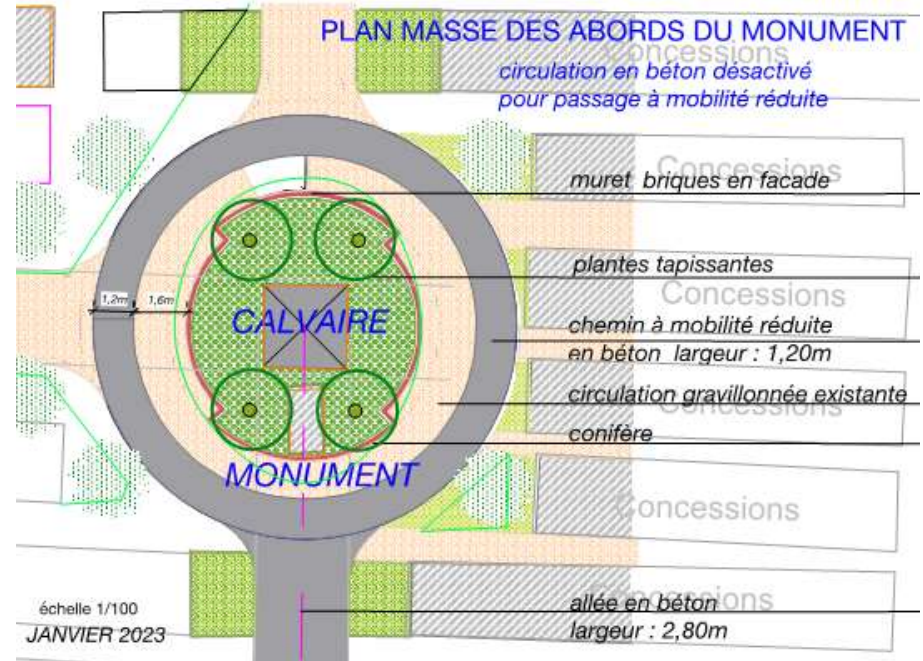 PLAN MASSE DES ABORDS DU MONUMENT
Concessions
circulation en béton désactivé
pour passage à mobilité réduite
Concessions
muret briques en facade
plantes tapissantes
Concessions
1,2m
1,6m
CALVAIRE
chemin à mobilité réduite
en béton largeur : 1,20m
circulation gravillonnée existante
Concessions
conifère
MONUMENT
Concessions
Concessions
allée en béton
largeur : 2,80m
échelle 1/100
JANVIER 2023